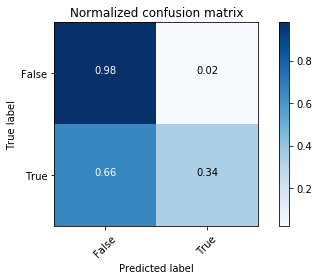 Normalized confusion matrix
True label
False
True
0.98
0.02
0.66
0.34
False
True
Predicted label
0.8
0.6
0.4
0.2